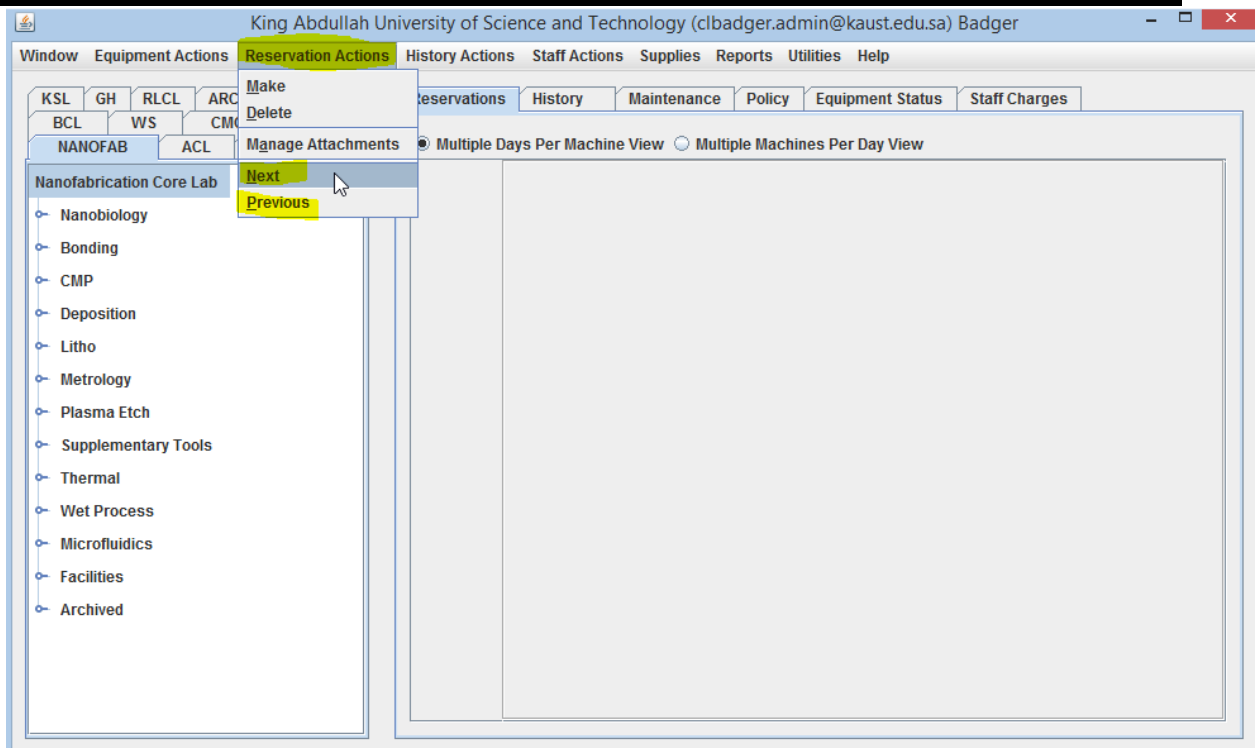 King Abdullah University of Science and Technology (clbadger.admin@kaust.edu.sa) Badger
Window Equipment Actions Reservation Actions History Actions Staff Actions Supplies Reports Utilities Help
Make
Delete
Manage Attachments
Next
Previous
KSL GH RLCL
BCL WS
NANOFAB ACL
Nanofabrication Core Lab
Nanobiology
Bonding
CMP
Deposition
Litho
Metrology
Plasma Etch
Supplementary Tools
Thermal
Wet Process
Microfluidics
Facilities
Archived
Reservations History Maintenance Policy Equipment Status Staff Charges
Multiple Days Per Machine View Multiple Machines Per Day View